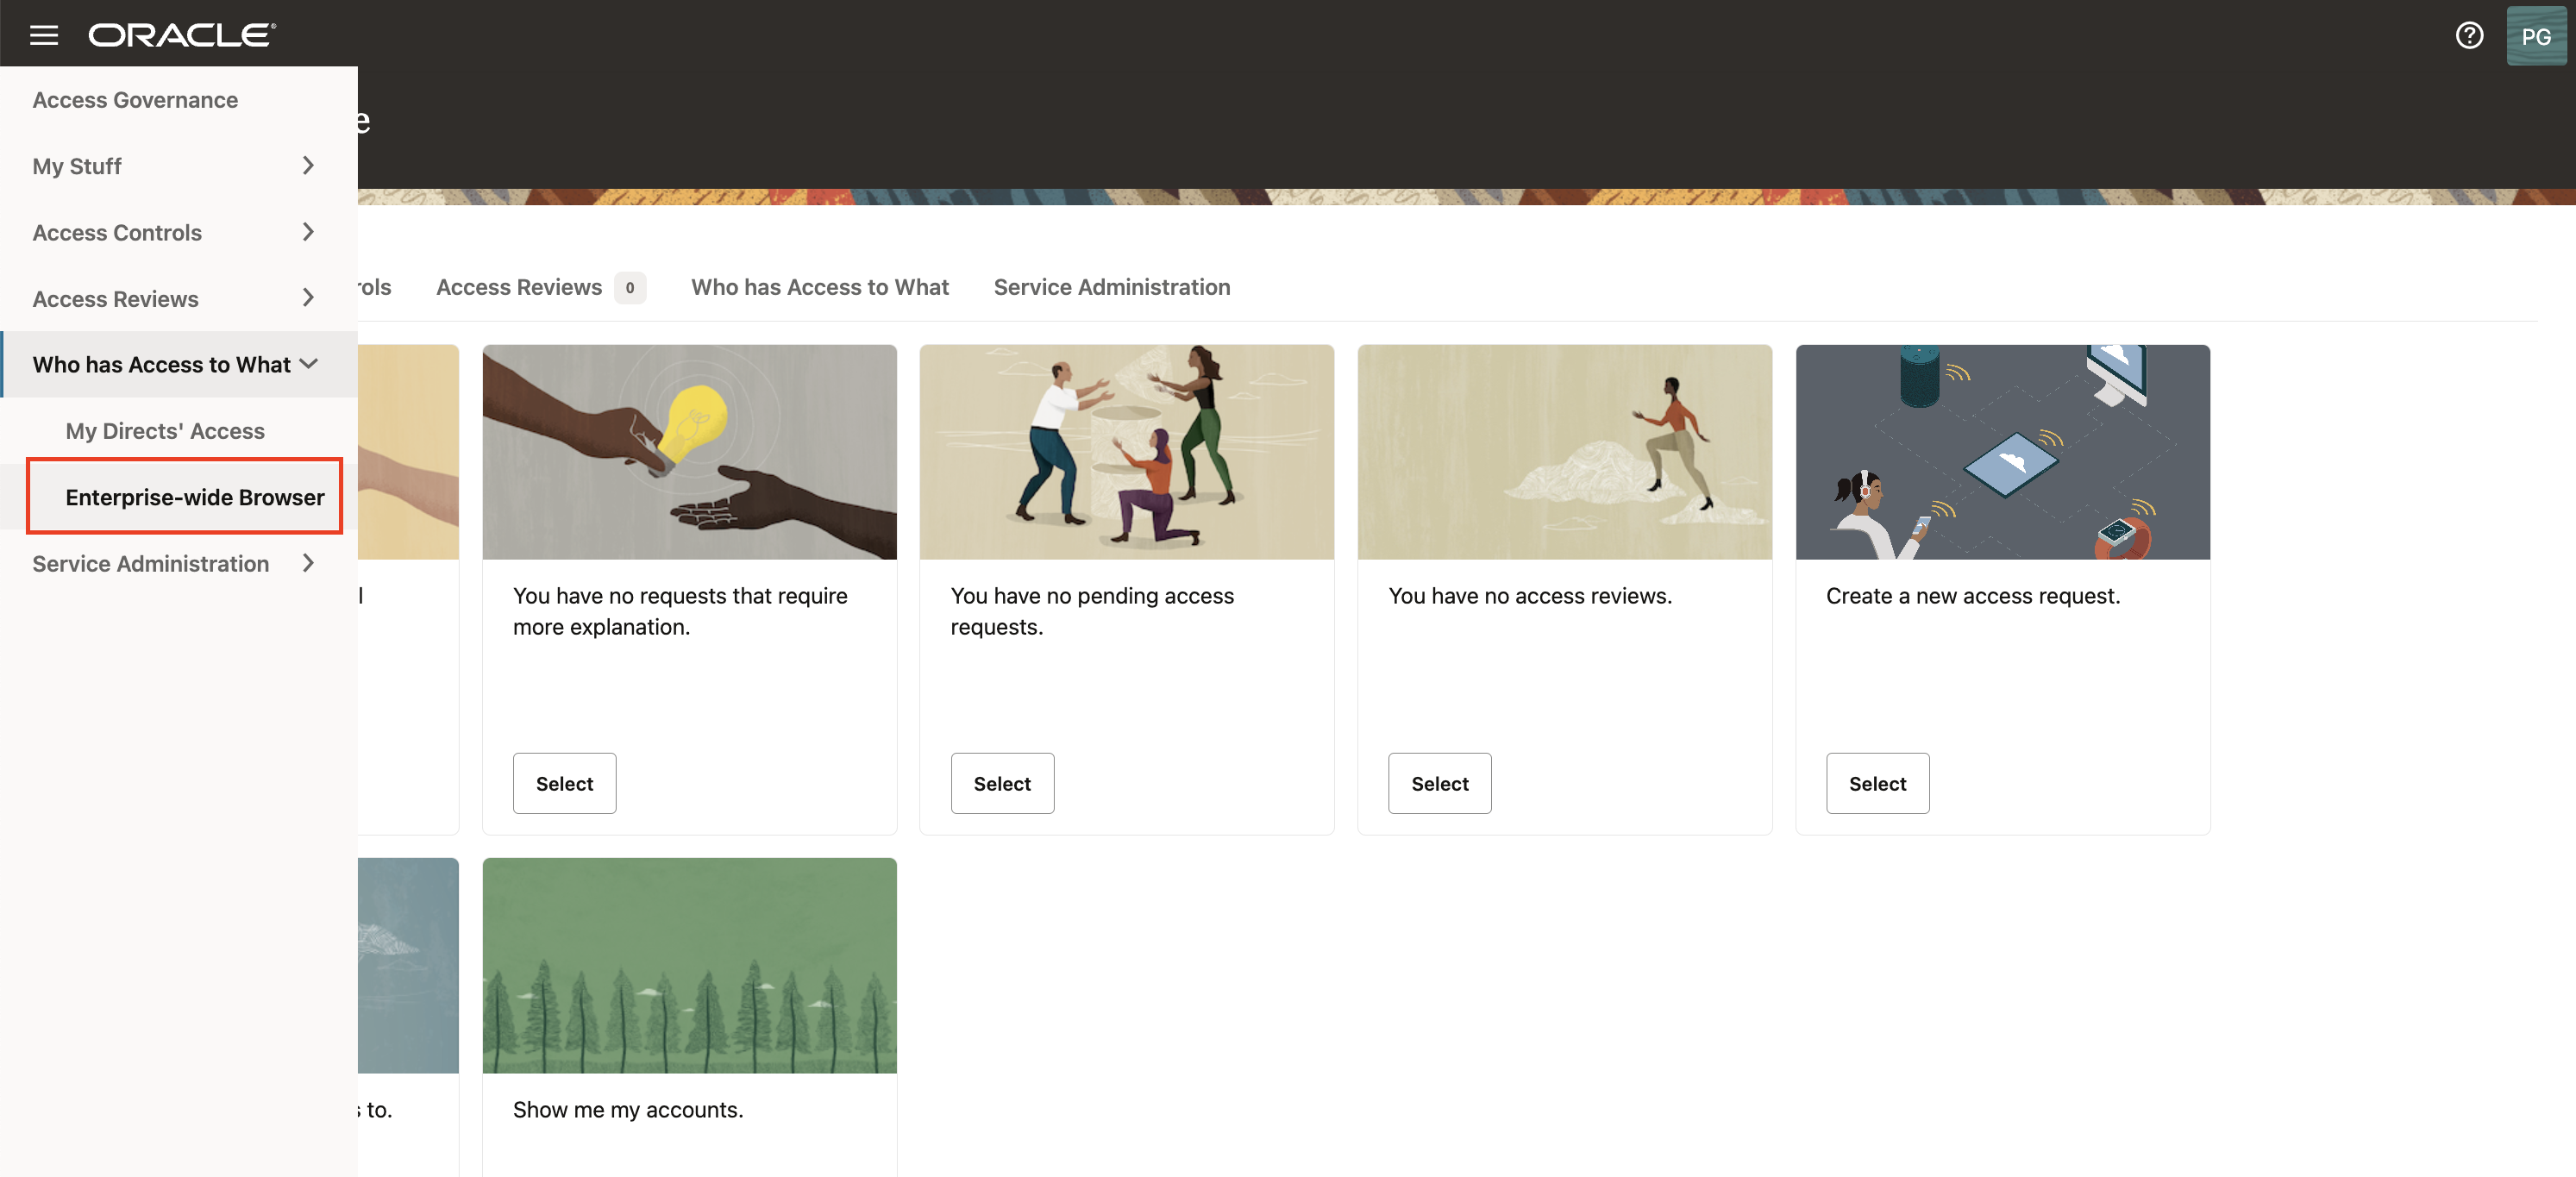 ORACLE
PG
Access Governance
e
My Stuff
Access Controls
Access Reviews
Who has Access to What
My Directs' Access
Enterprise-wide Browser
Service Administration
rols
Access Reviews 0
Who has Access to What
Service Administration
You have no requests that require
more explanation.
Select
You have no pending access
requests.
Select
You have no access reviews.
Select
Create a new access request.
Select
s to.
Show me my accounts.